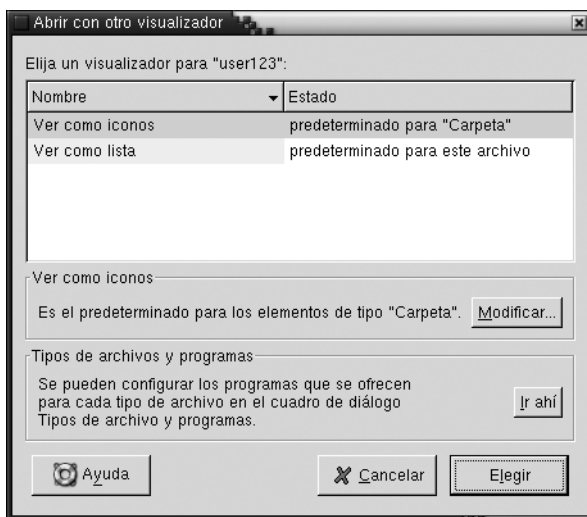 Abrir con otro visualizador
Elija un visualizador para "user123":
Nombre Estado
Ver como iconos predeterminado para "Carpeta"
Ver como lista predeterminado para este archivo
Ver como iconos
Es el predeterminado para los elementos de tipo "Carpeta". Modificar...
Tipos de archivos y programas
Se pueden configurar los programas que se ofrecen
para cada tipo de archivo en el cuadro de diálogo
Tipos de archivo y programas.
Ir ahí
Ayuda Cancelar Elegir